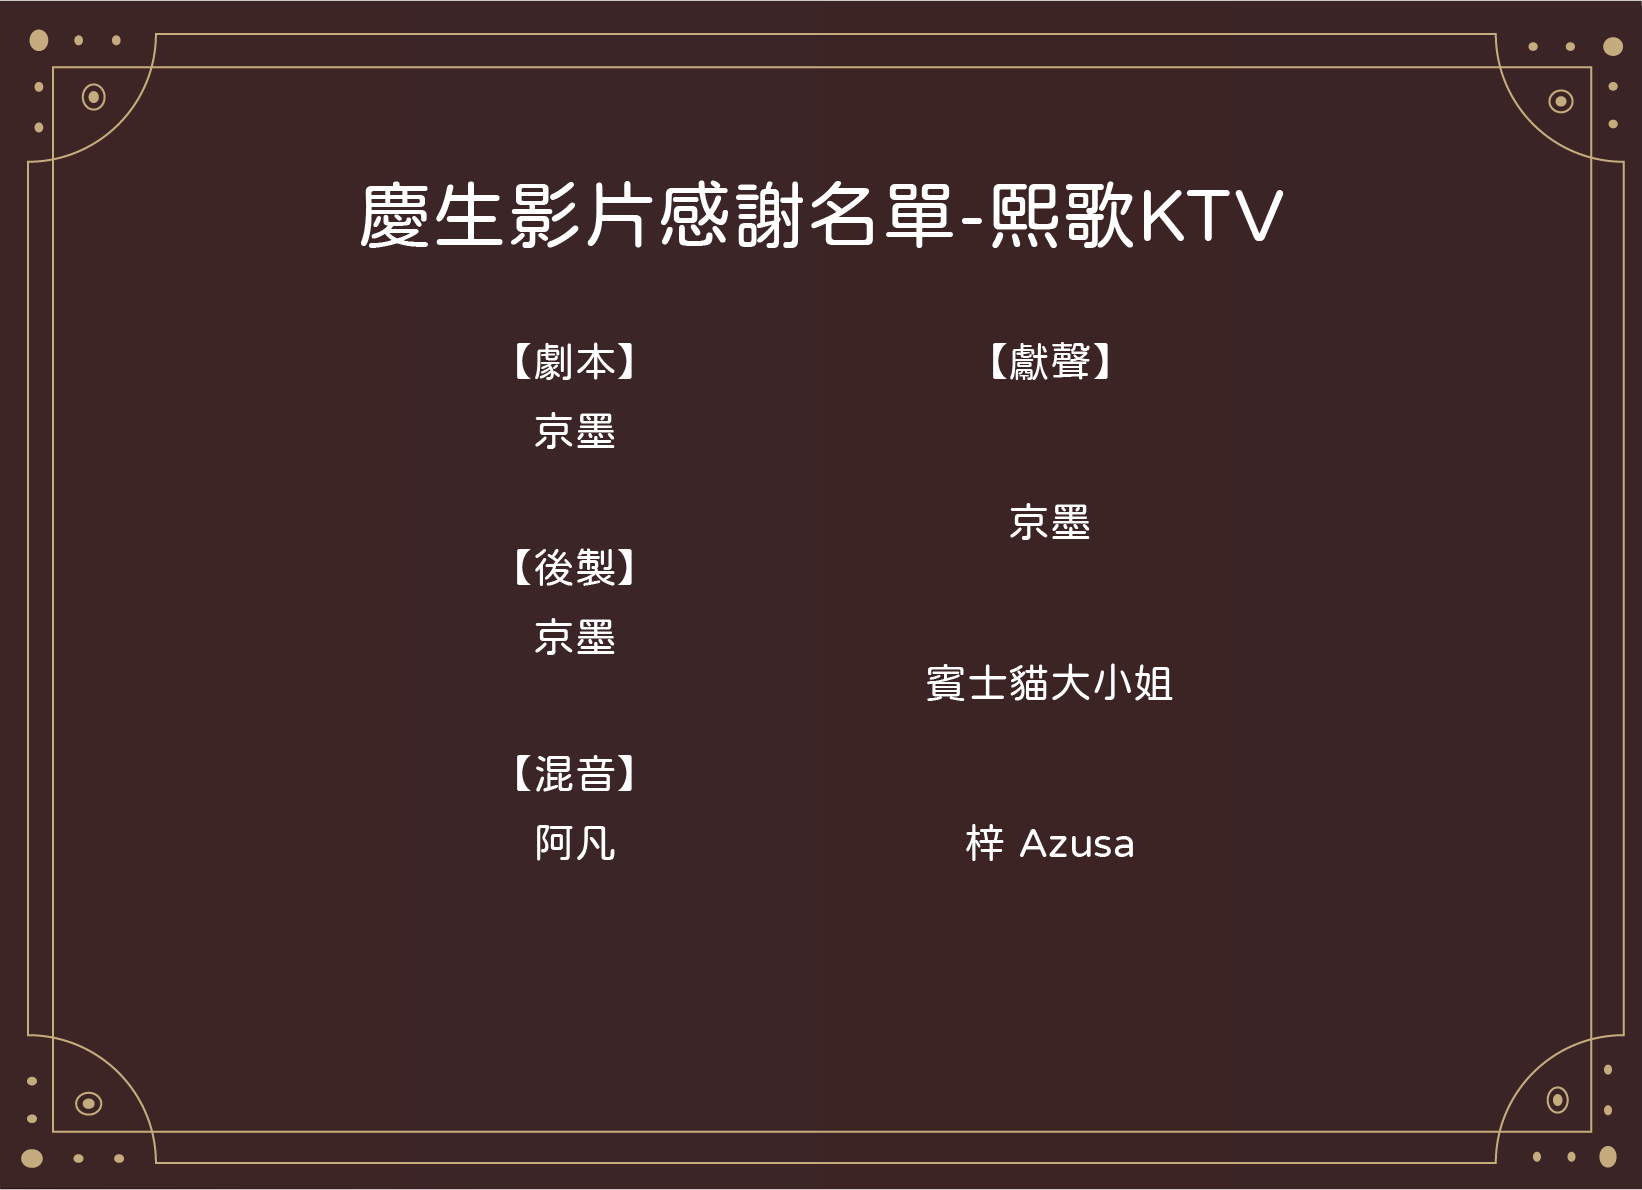 慶生影片感謝名單-熙歌KTV
【劇本】
京墨
【後製】
京墨
【混音】
阿凡
【獻聲】
京墨
賓士貓大小姐
梓 Azusa